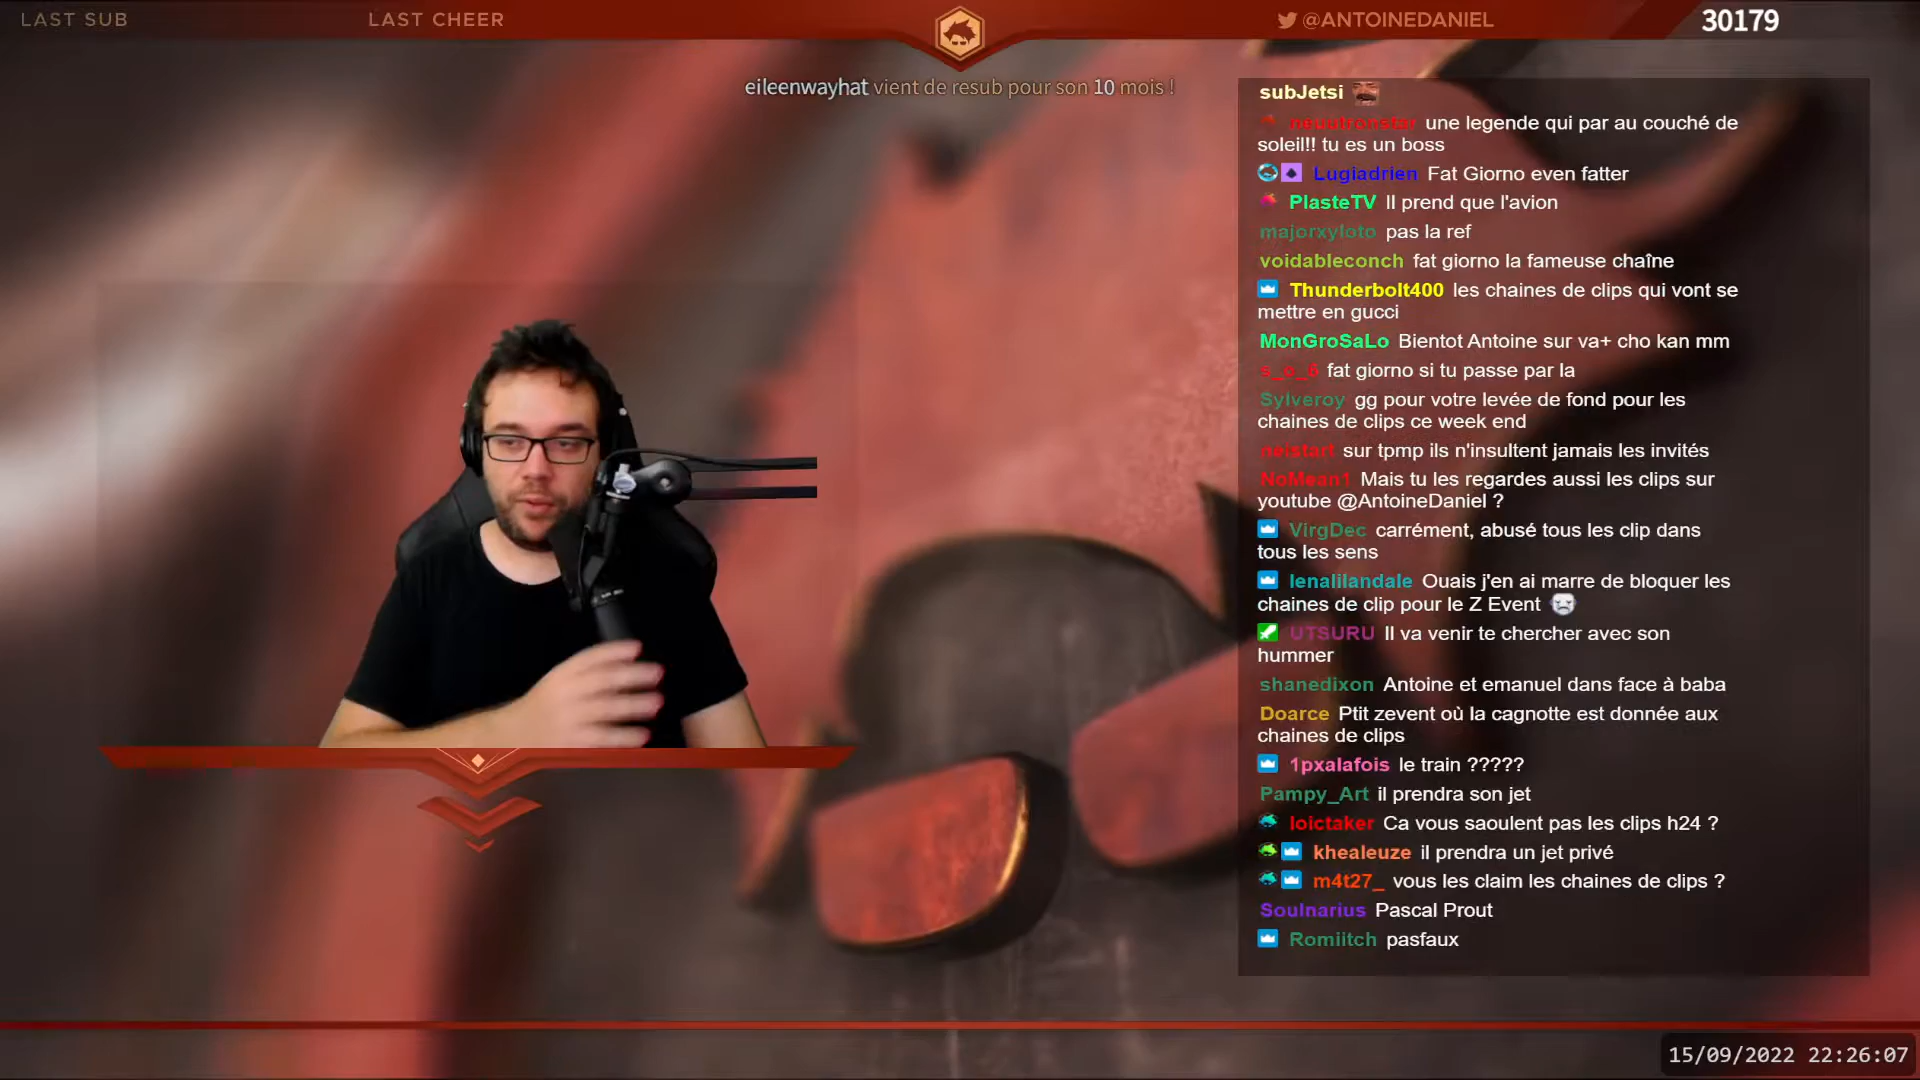 LAST SUB
LAST CHEER
@ANTOINEDANIEL
30179
eileenwayhat vient de resub pour son 10 mois !
subJetsi
neuutronstar une legende qui par au couché de
soleil!! tu es un boss
Lugiadrien Fat Giorno even fatter
PlasteTV Il prend que l'avion
majorxyloto pas la ref
voidableconch fat giorno la fameuse chaîne
Thunderbolt400 les chaines de clips qui vont se
mettre en gucci
MonGroSaLo Bientot Antoine sur va+ cho kan mm
fat giorno si tu passe par la
Sylveroy gg pour votre levée de fond pour les
chaines de clips ce week end
neistart sur tpmp ils n'insultent jamais les invités
NoMean1 Mais tu les regardes aussi les clips sur
youtube @AntoineDaniel ?
VirgDec carrément, abusé tous les clip dans
tous les sens
lenalilandale Ouais j'en ai marre de bloquer les
chaines de clip pour le Z Event
UTSURU Il va venir te chercher avec son
hummer
shanedixon Antoine et emanuel dans face à baba
Doarce Ptit zevent où la cagnotte est donnée aux
chaines de clips
1pxalafois le train ?????
Pampy_Art il prendra son jet
loictaker Ca vous saoulent pas les clips h24 ?
khealeuze il prendra un jet privé
m4t27_ vous les claim les chaines de clips ?
Soulnarius Pascal Prout
Romiitch pasfaux
15/09/2022 22:26:07